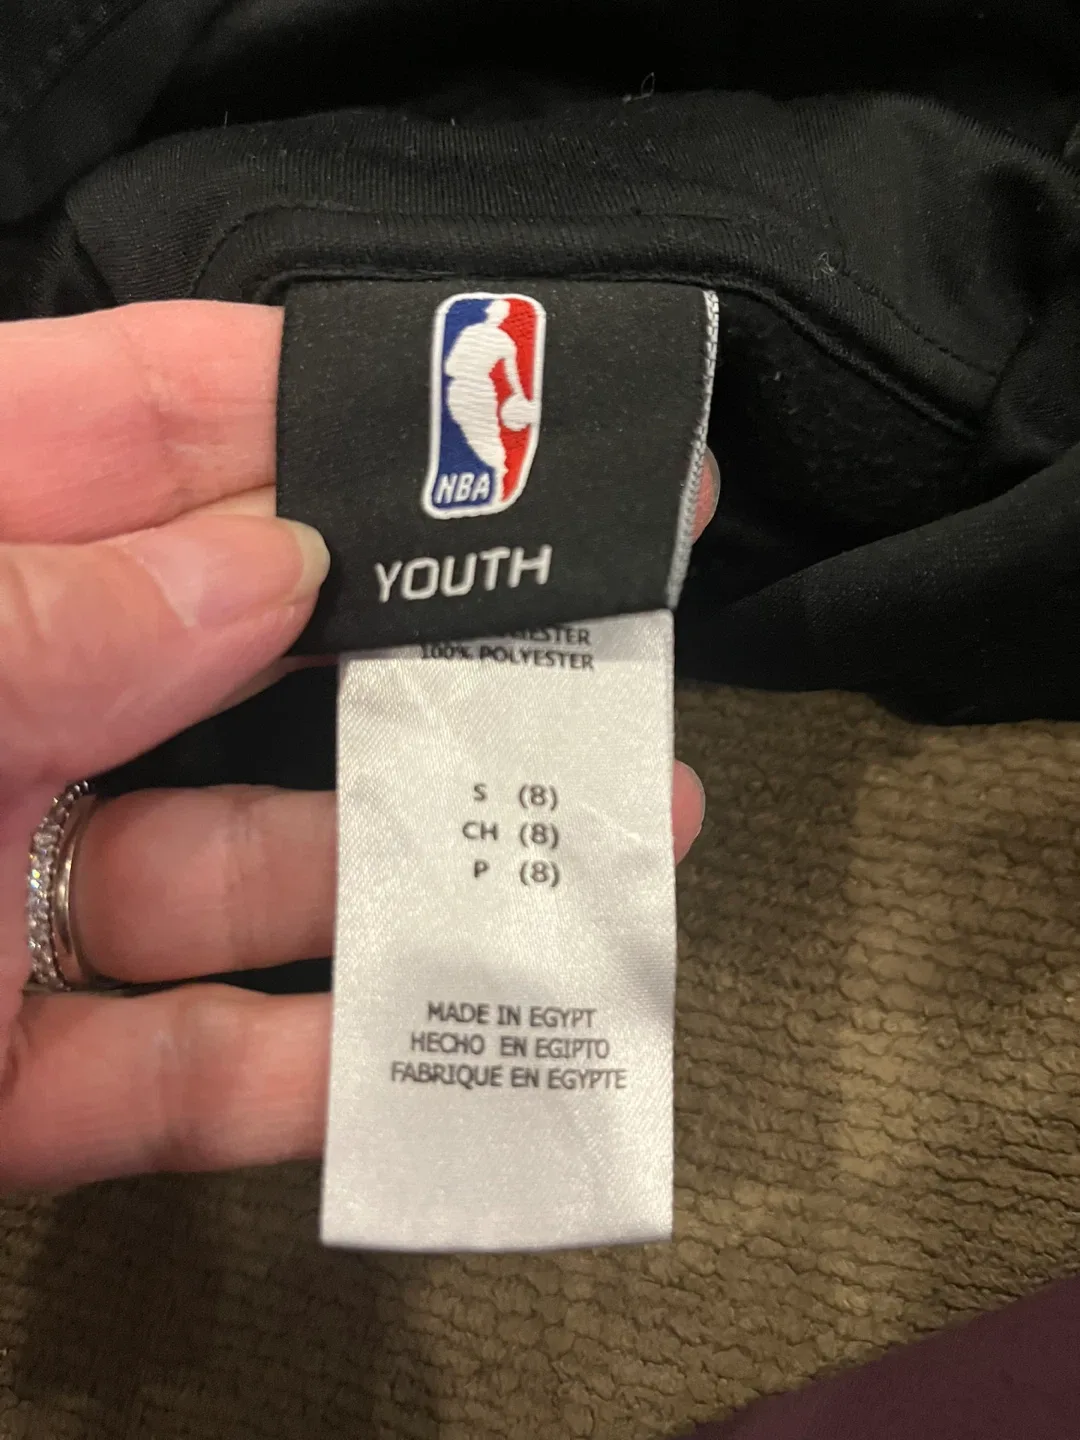 NBA
YOUTH
100% POLYESTER
S (8)
CH (8)
P (8)
MADE IN EGYPT
HECHO EN EGIPTO
FABRIQUE EN EGYPTE